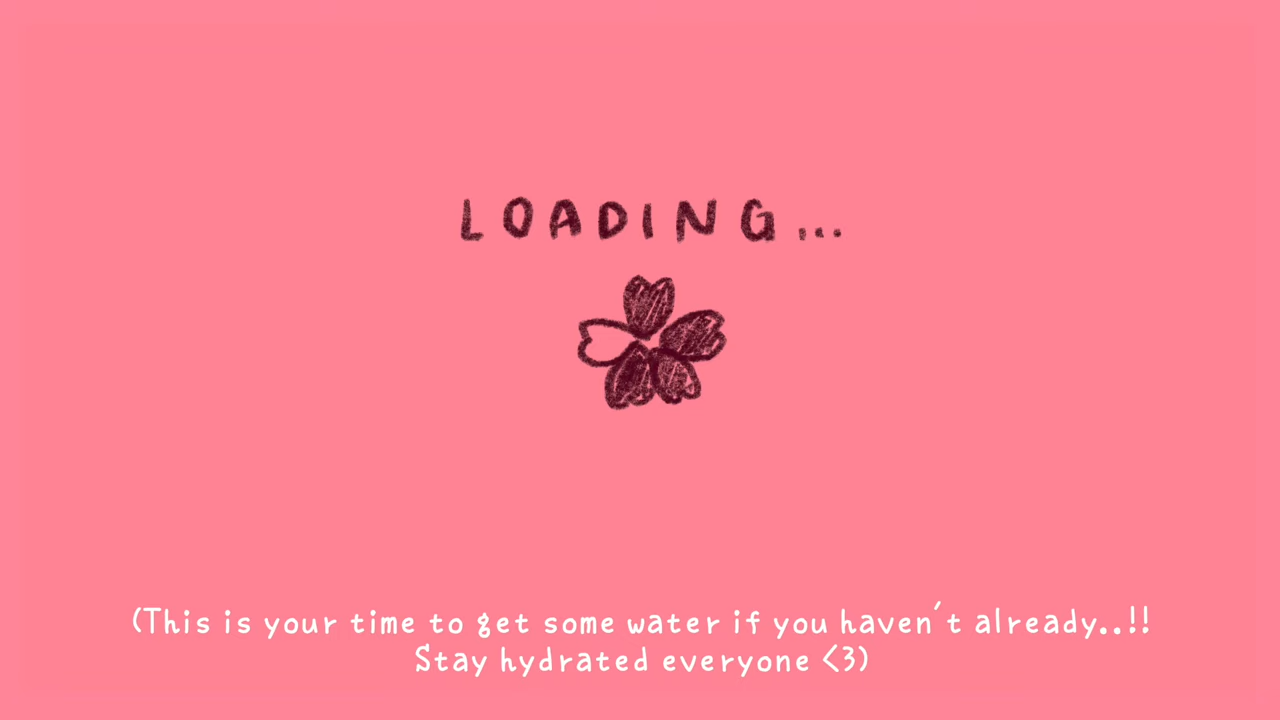 LOADING...
(This is your time to get some water if you haven't already..!!
Stay hydrated everyone <3)